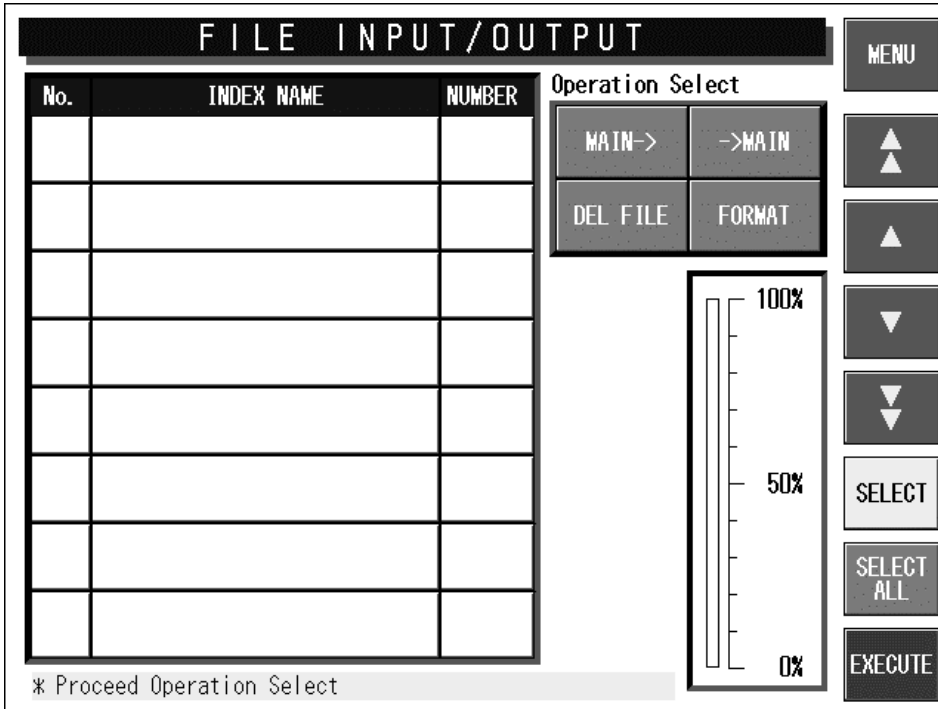 FILE INPUT/OUTPUT
MENU
No. INDEX NAME NUMBER
Operation Select
MAIN-> ->MAIN
DEL FILE FORMAT
100%
50%
0%
SELECT
SELECT
ALL
EXECUTE
* Proceed Operation Select